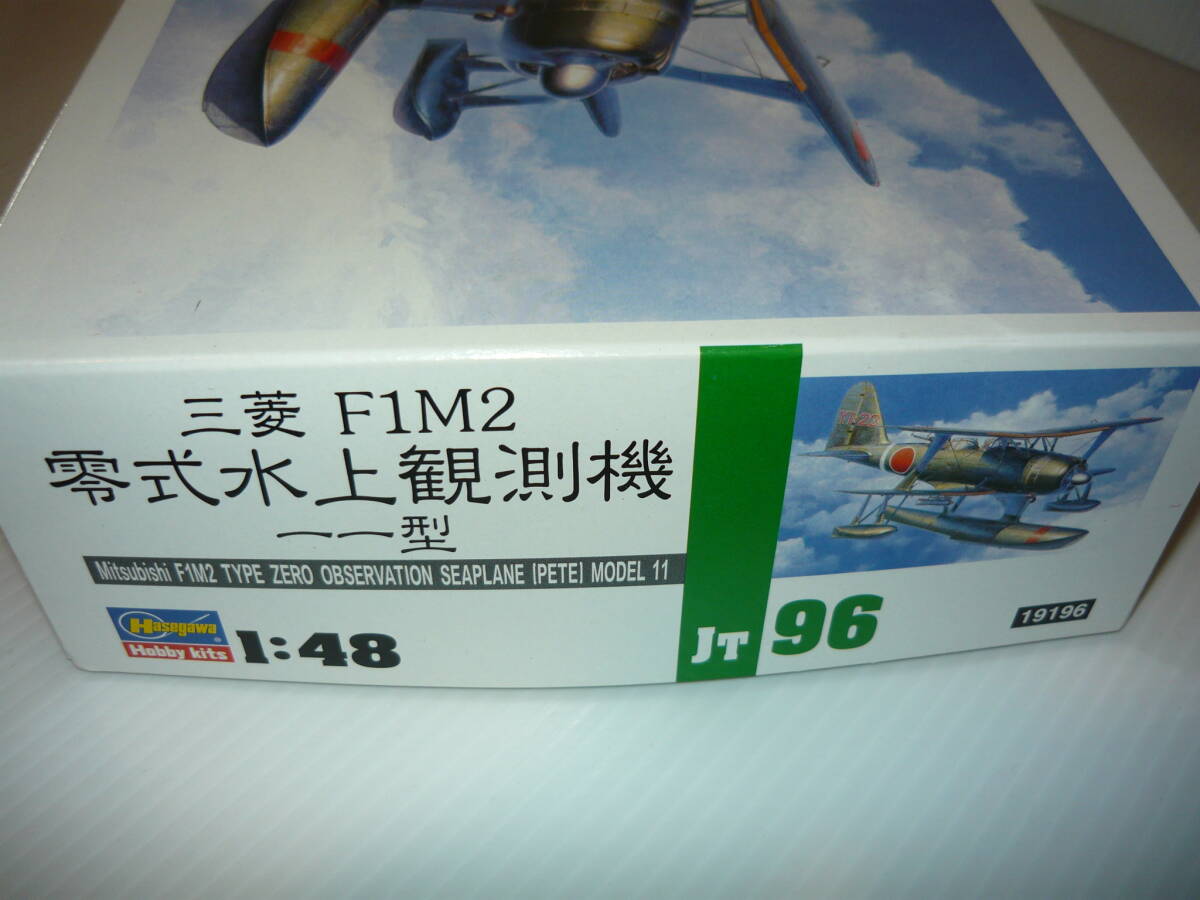 三菱 F1M2
零式水上観測機
一一型
Mitsubishi F1M2 TYPE ZERO OBSERVATION SEAPLANE [PETE] MODEL 11
Hasegawa
Hobby kits
1:48
JT 96
19196